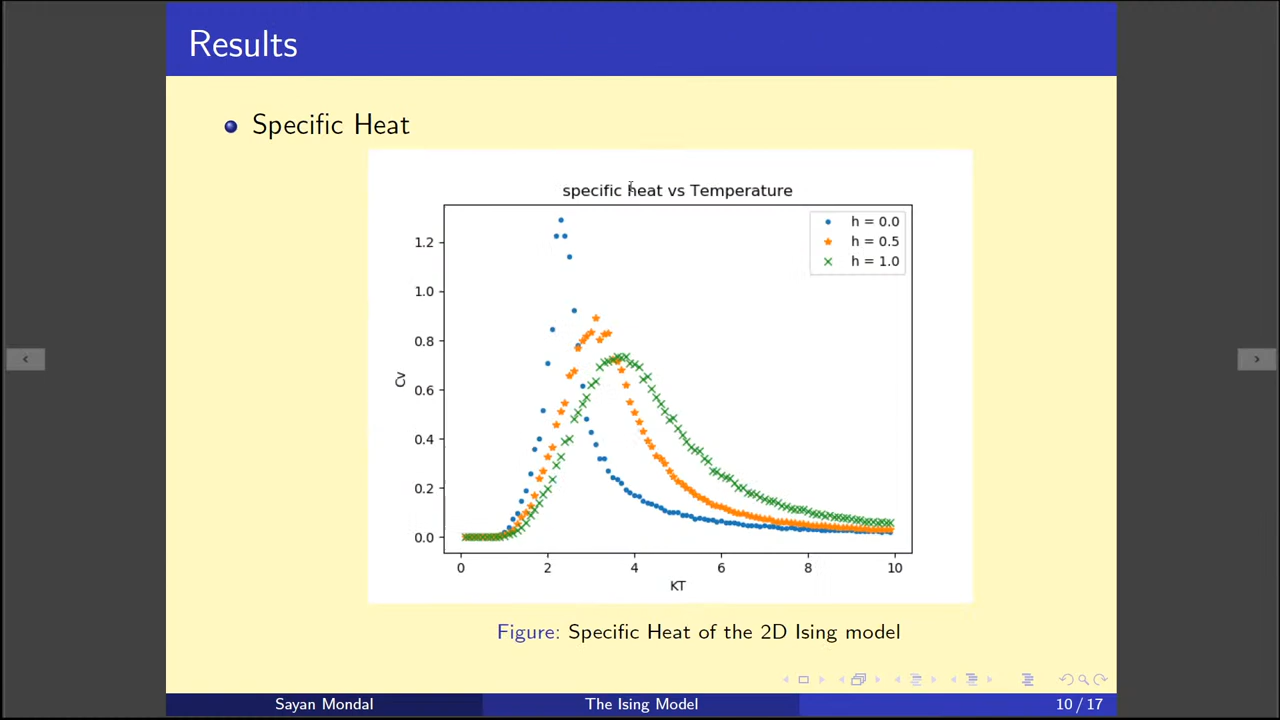 Results
Specific Heat
specific heat vs Temperature
h = 0.0
h = 0.5
h = 1.0
1.2
1.0
0.8
0.6
0.4
0.2
0.0
Cv
0 2 4 6 8 10
KT
Figure: Specific Heat of the 2D Ising model
Sayan Mondal The Ising Model 10 / 17